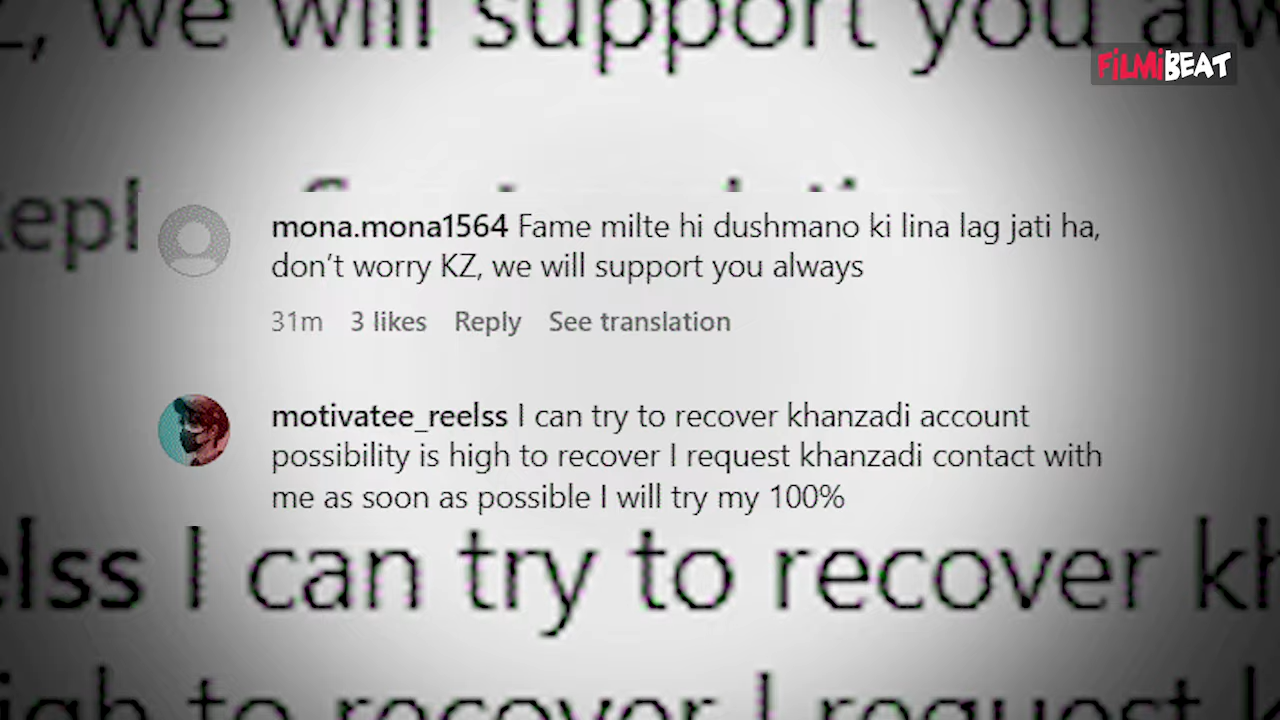 , we will support you alw
FiLMiBEAT
Repl
mona.mona1564 Fame milte hi dushmano ki lina lag jati ha,
don't worry KZ, we will support you always
31m 3 likes Reply See translation
motivatee_reelss I can try to recover khanzadi account
possibility is high to recover I request khanzadi contact with
me as soon as possible I will try my 100%
elss I can try to recover kh
igh to recover I request k